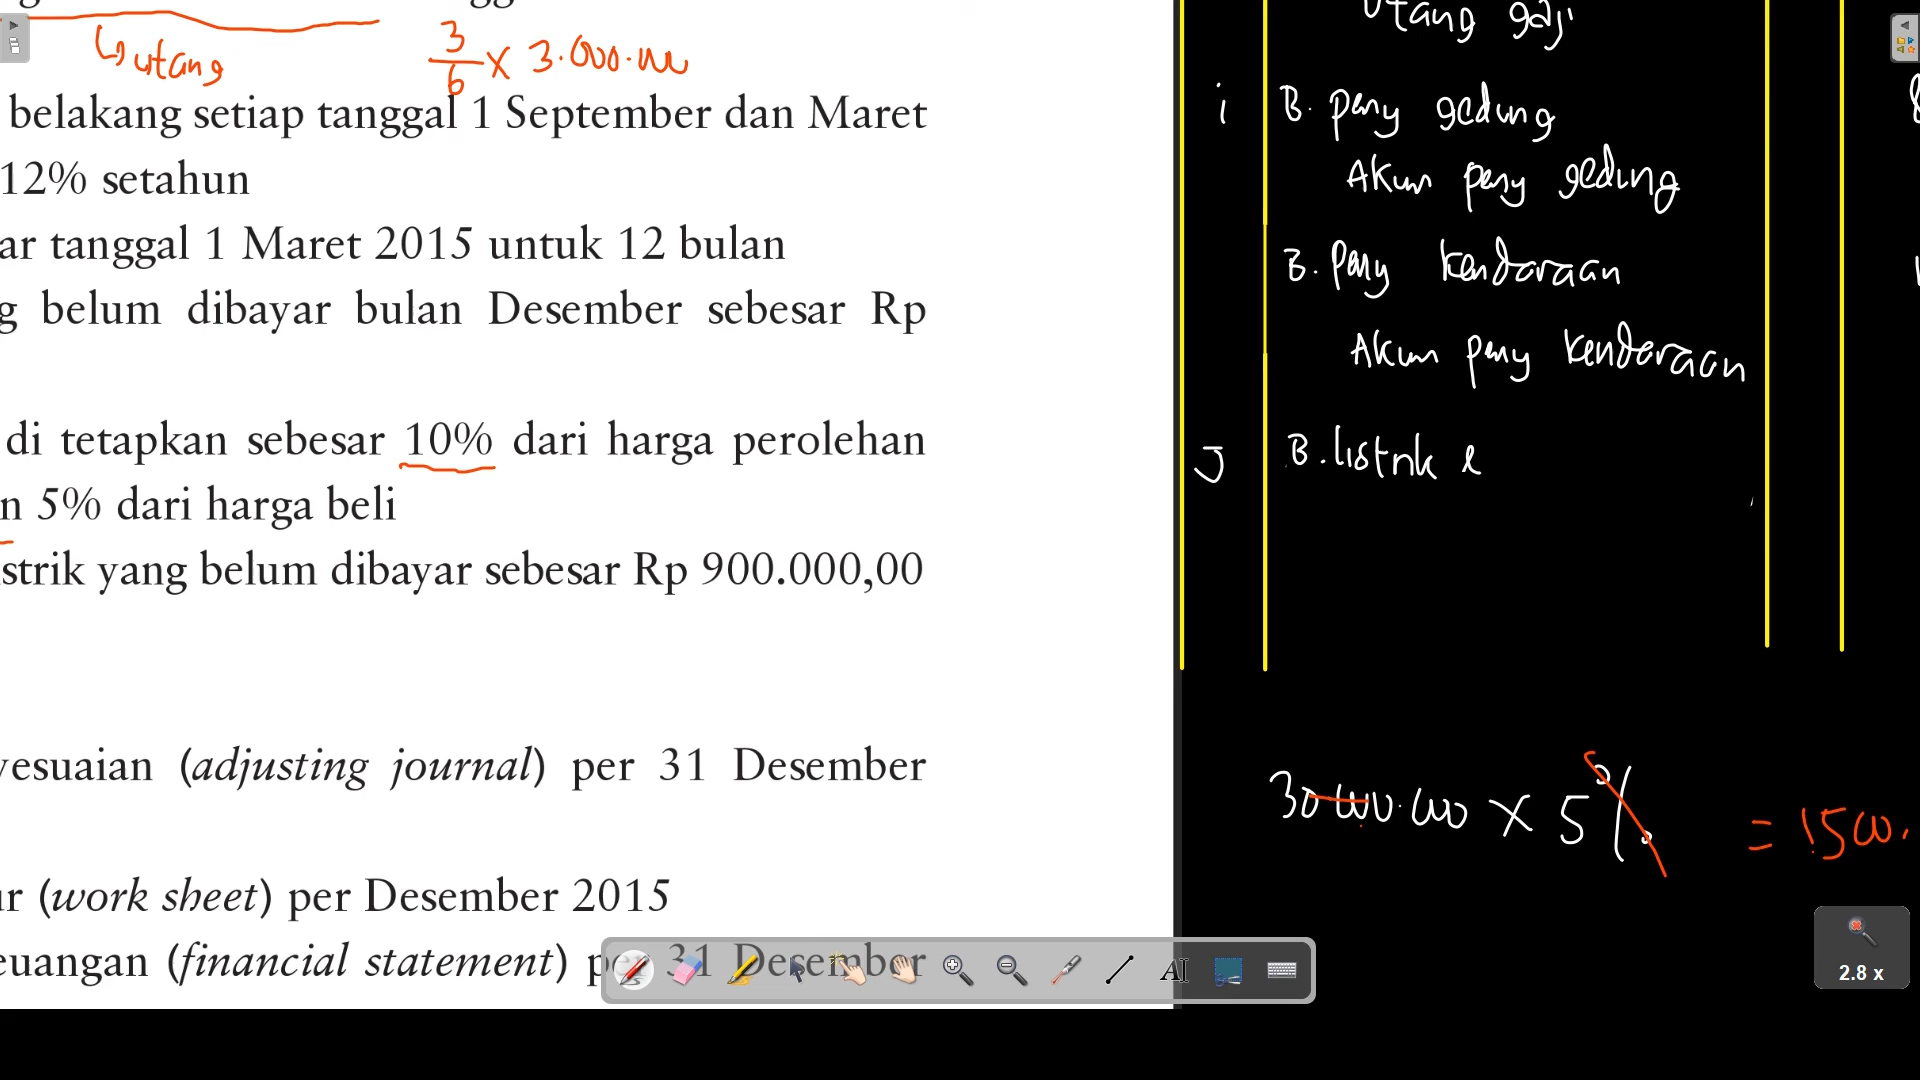 utang
3
6
x 3.000.000
belakang setiap tanggal 1 September dan Maret
12% setahun
ar tanggal 1 Maret 2015 untuk 12 bulan
g belum dibayar bulan Desember sebesar Rp
di tetapkan sebesar 10% dari harga perolehan
n 5% dari harga beli
strik yang belum dibayar sebesar Rp 900.000,00
yesuaian (adjusting journal) per 31 Desember
ur (work sheet) per Desember 2015
euangan (financial statement) per 31 Desember
utang gaji
i B. peny gedung
Akum peny gedung
B. peny kendaraan
Akum peny kendaraan
J B. listrik &
30.000.000 x 5% = 1.500.
AI
2.8 x